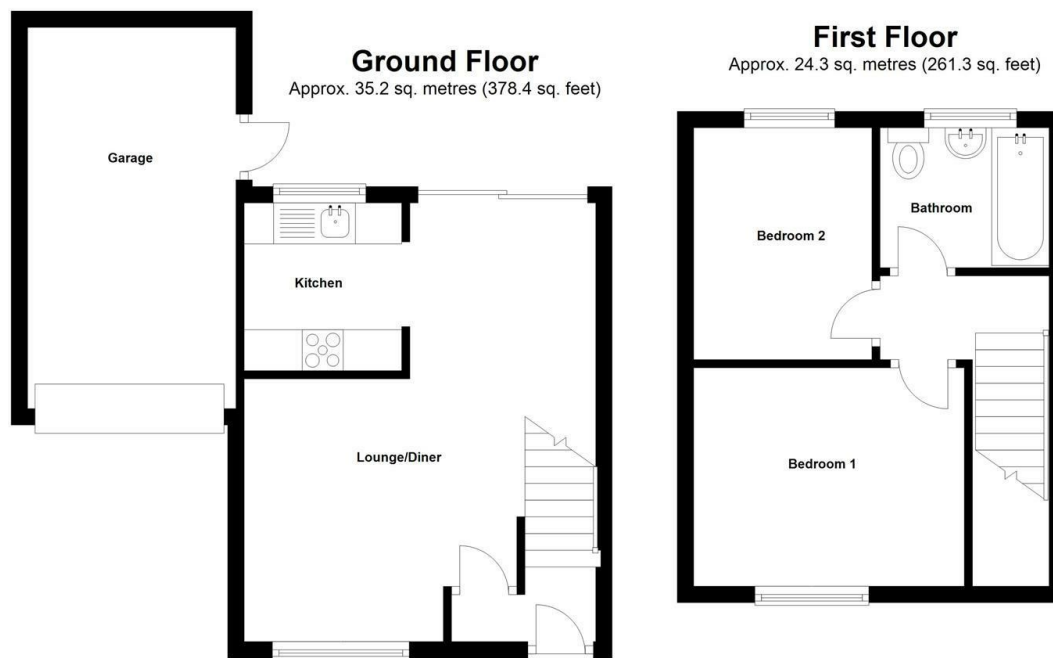 Ground Floor
Approx. 35.2 sq. metres (378.4 sq. feet)
Garage
Kitchen
Lounge/Diner
First Floor
Approx. 24.3 sq. metres (261.3 sq. feet)
Bedroom 2
Bathroom
Bedroom 1